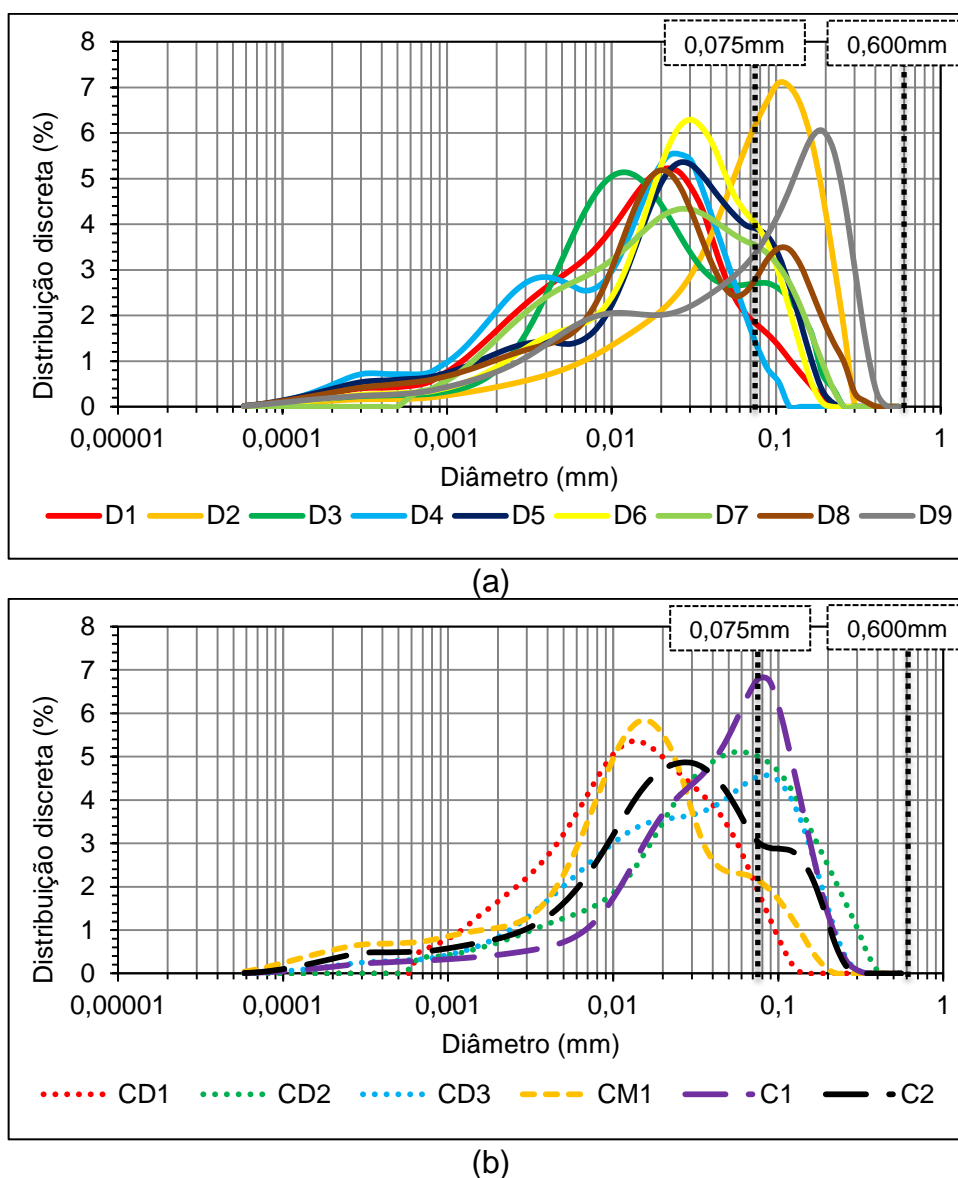 0,075mm 0,600mm
8
7
6
5
4
3
2
1
0
Distribuição discreta (%)
0,00001 0,0001 0,001 0,01 0,1 1
Diâmetro (mm)
D1 D2 D3 D4 D5 D6 D7 D8 D9
(a)
0,075mm 0,600mm
8
7
6
5
4
3
2
1
0
Distribuição discreta (%)
0,00001 0,0001 0,001 0,01 0,1 1
Diâmetro (mm)
CD1 CD2 CD3 CM1 C1 C2
(b)